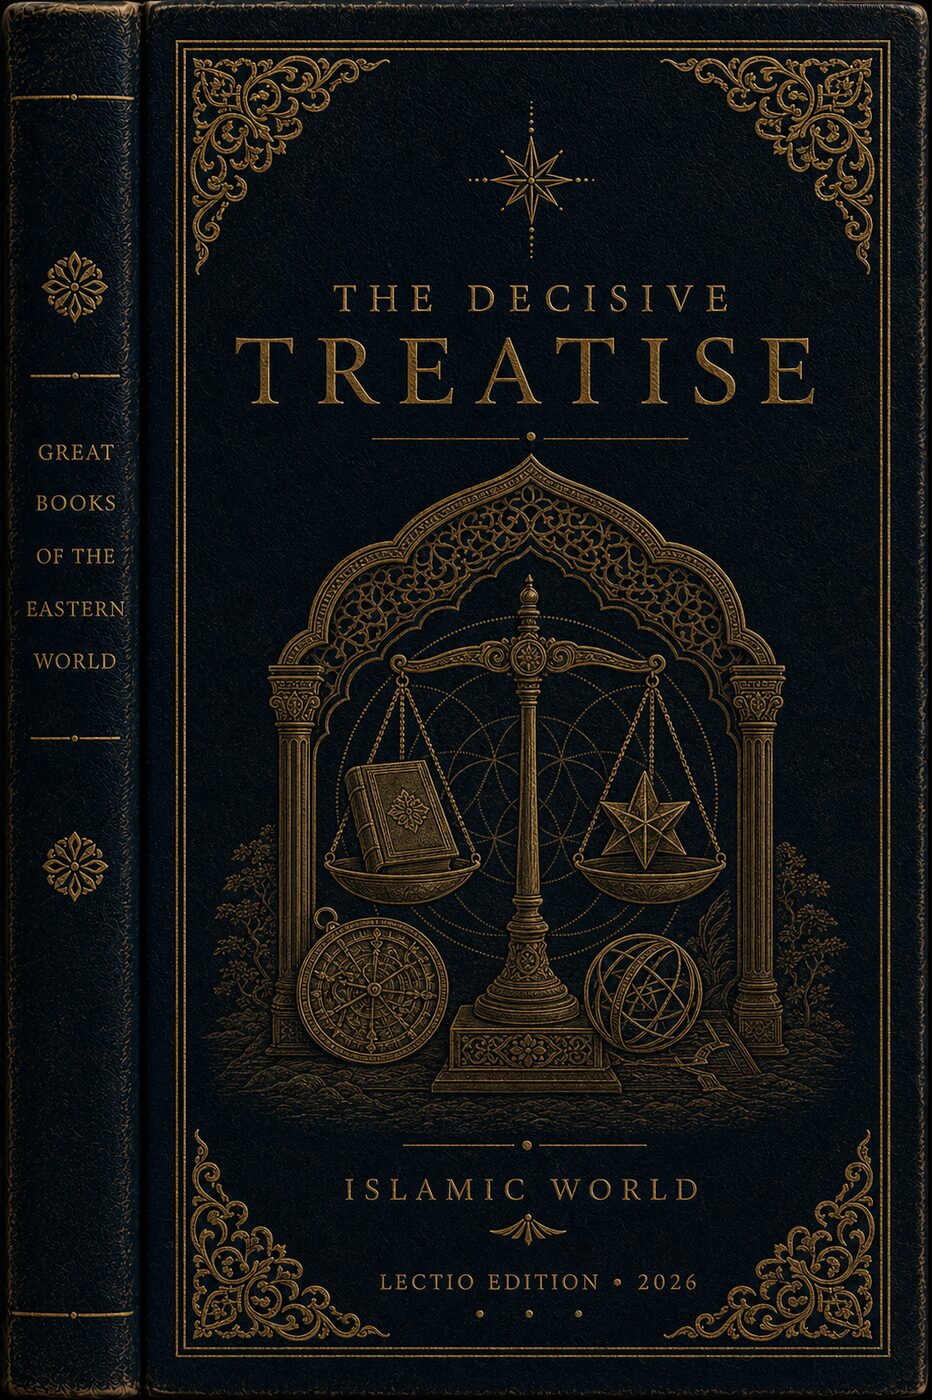 GREAT
BOOKS
OF THE
EASTERN
WORLD
THE DECISIVE
TREATISE
ISLAMIC WORLD
LECTIO EDITION • 2026